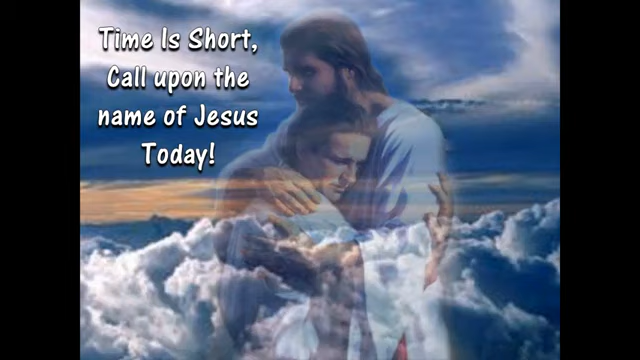 Time Is Short,
Call upon the
name of Jesus
Today!